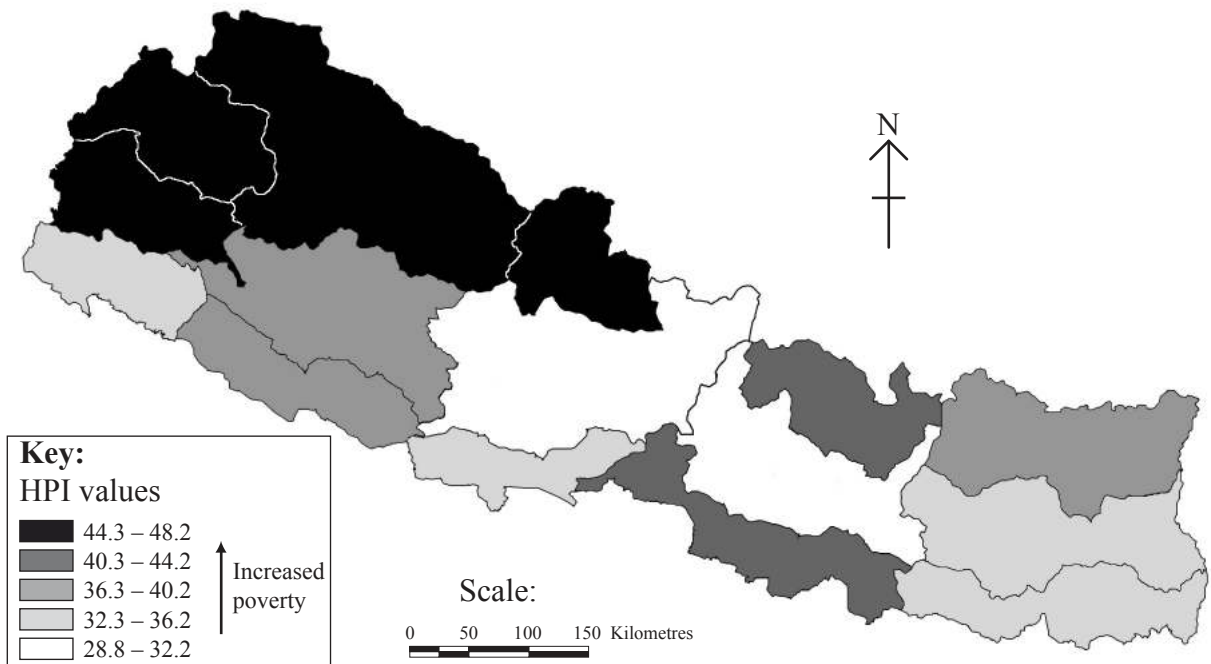 N
Key:
HPI values
44.3 – 48.2
40.3 – 44.2
36.3 – 40.2
32.3 – 36.2
28.8 – 32.2
Increased
poverty
Scale:
0 50 100 150 Kilometres